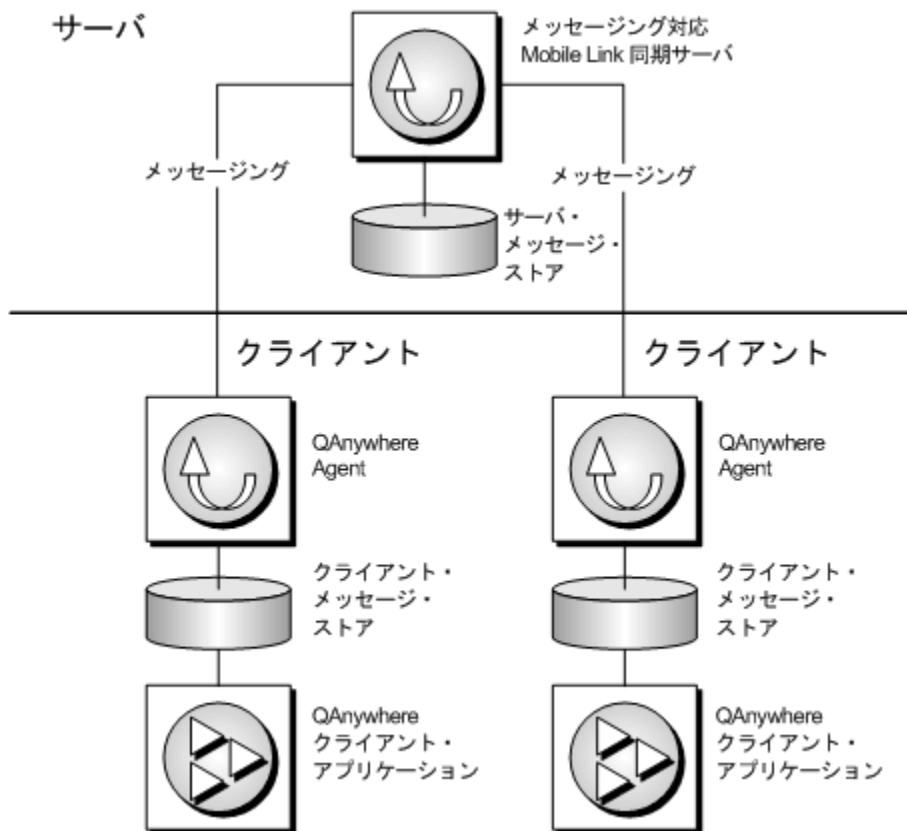 サーバ
メッセージング対応
Mobile Link 同期サーバ
メッセージング
メッセージング
サーバ・
メッセージ・
ストア
クライアント
クライアント
QAnywhere
Agent
QAnywhere
Agent
クライアント・
メッセージ・
ストア
クライアント・
メッセージ・
ストア
QAnywhere
クライアント・
アプリケーション
QAnywhere
クライアント・
アプリケーション